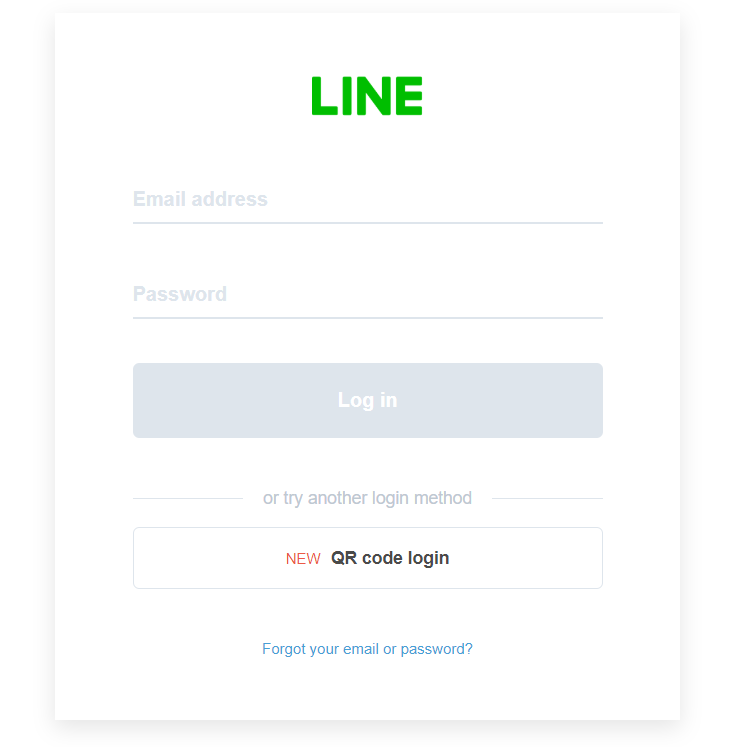 LINE
Email address
Password
Log in
or try another login method
NEW QR code login
Forgot your email or password?